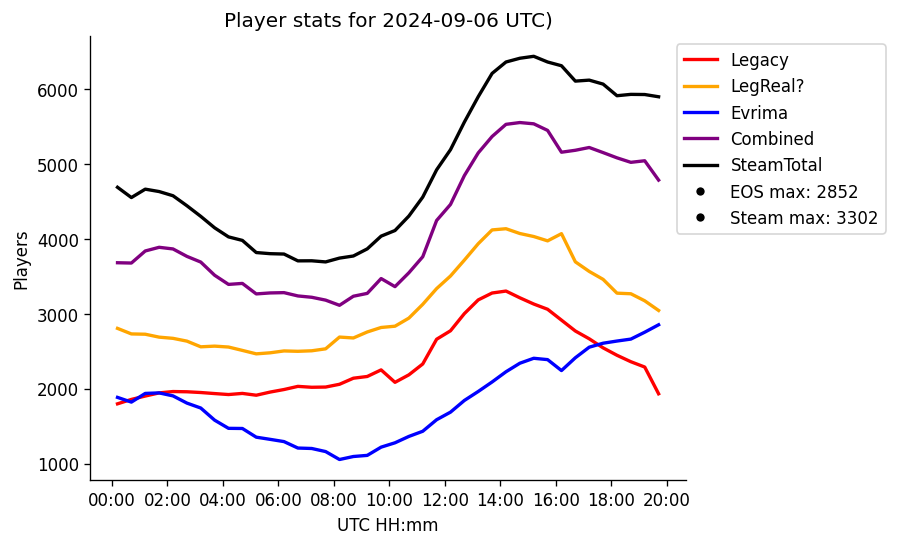 Player stats for 2024-09-06 UTC)
Legacy
LegReal?
Evrima
Combined
SteamTotal
EOS max: 2852
Steam max: 3302
Players
6000
5000
4000
3000
2000
1000
00:00 02:00 04:00 06:00 08:00 10:00 12:00 14:00 16:00 18:00 20:00
UTC HH:mm